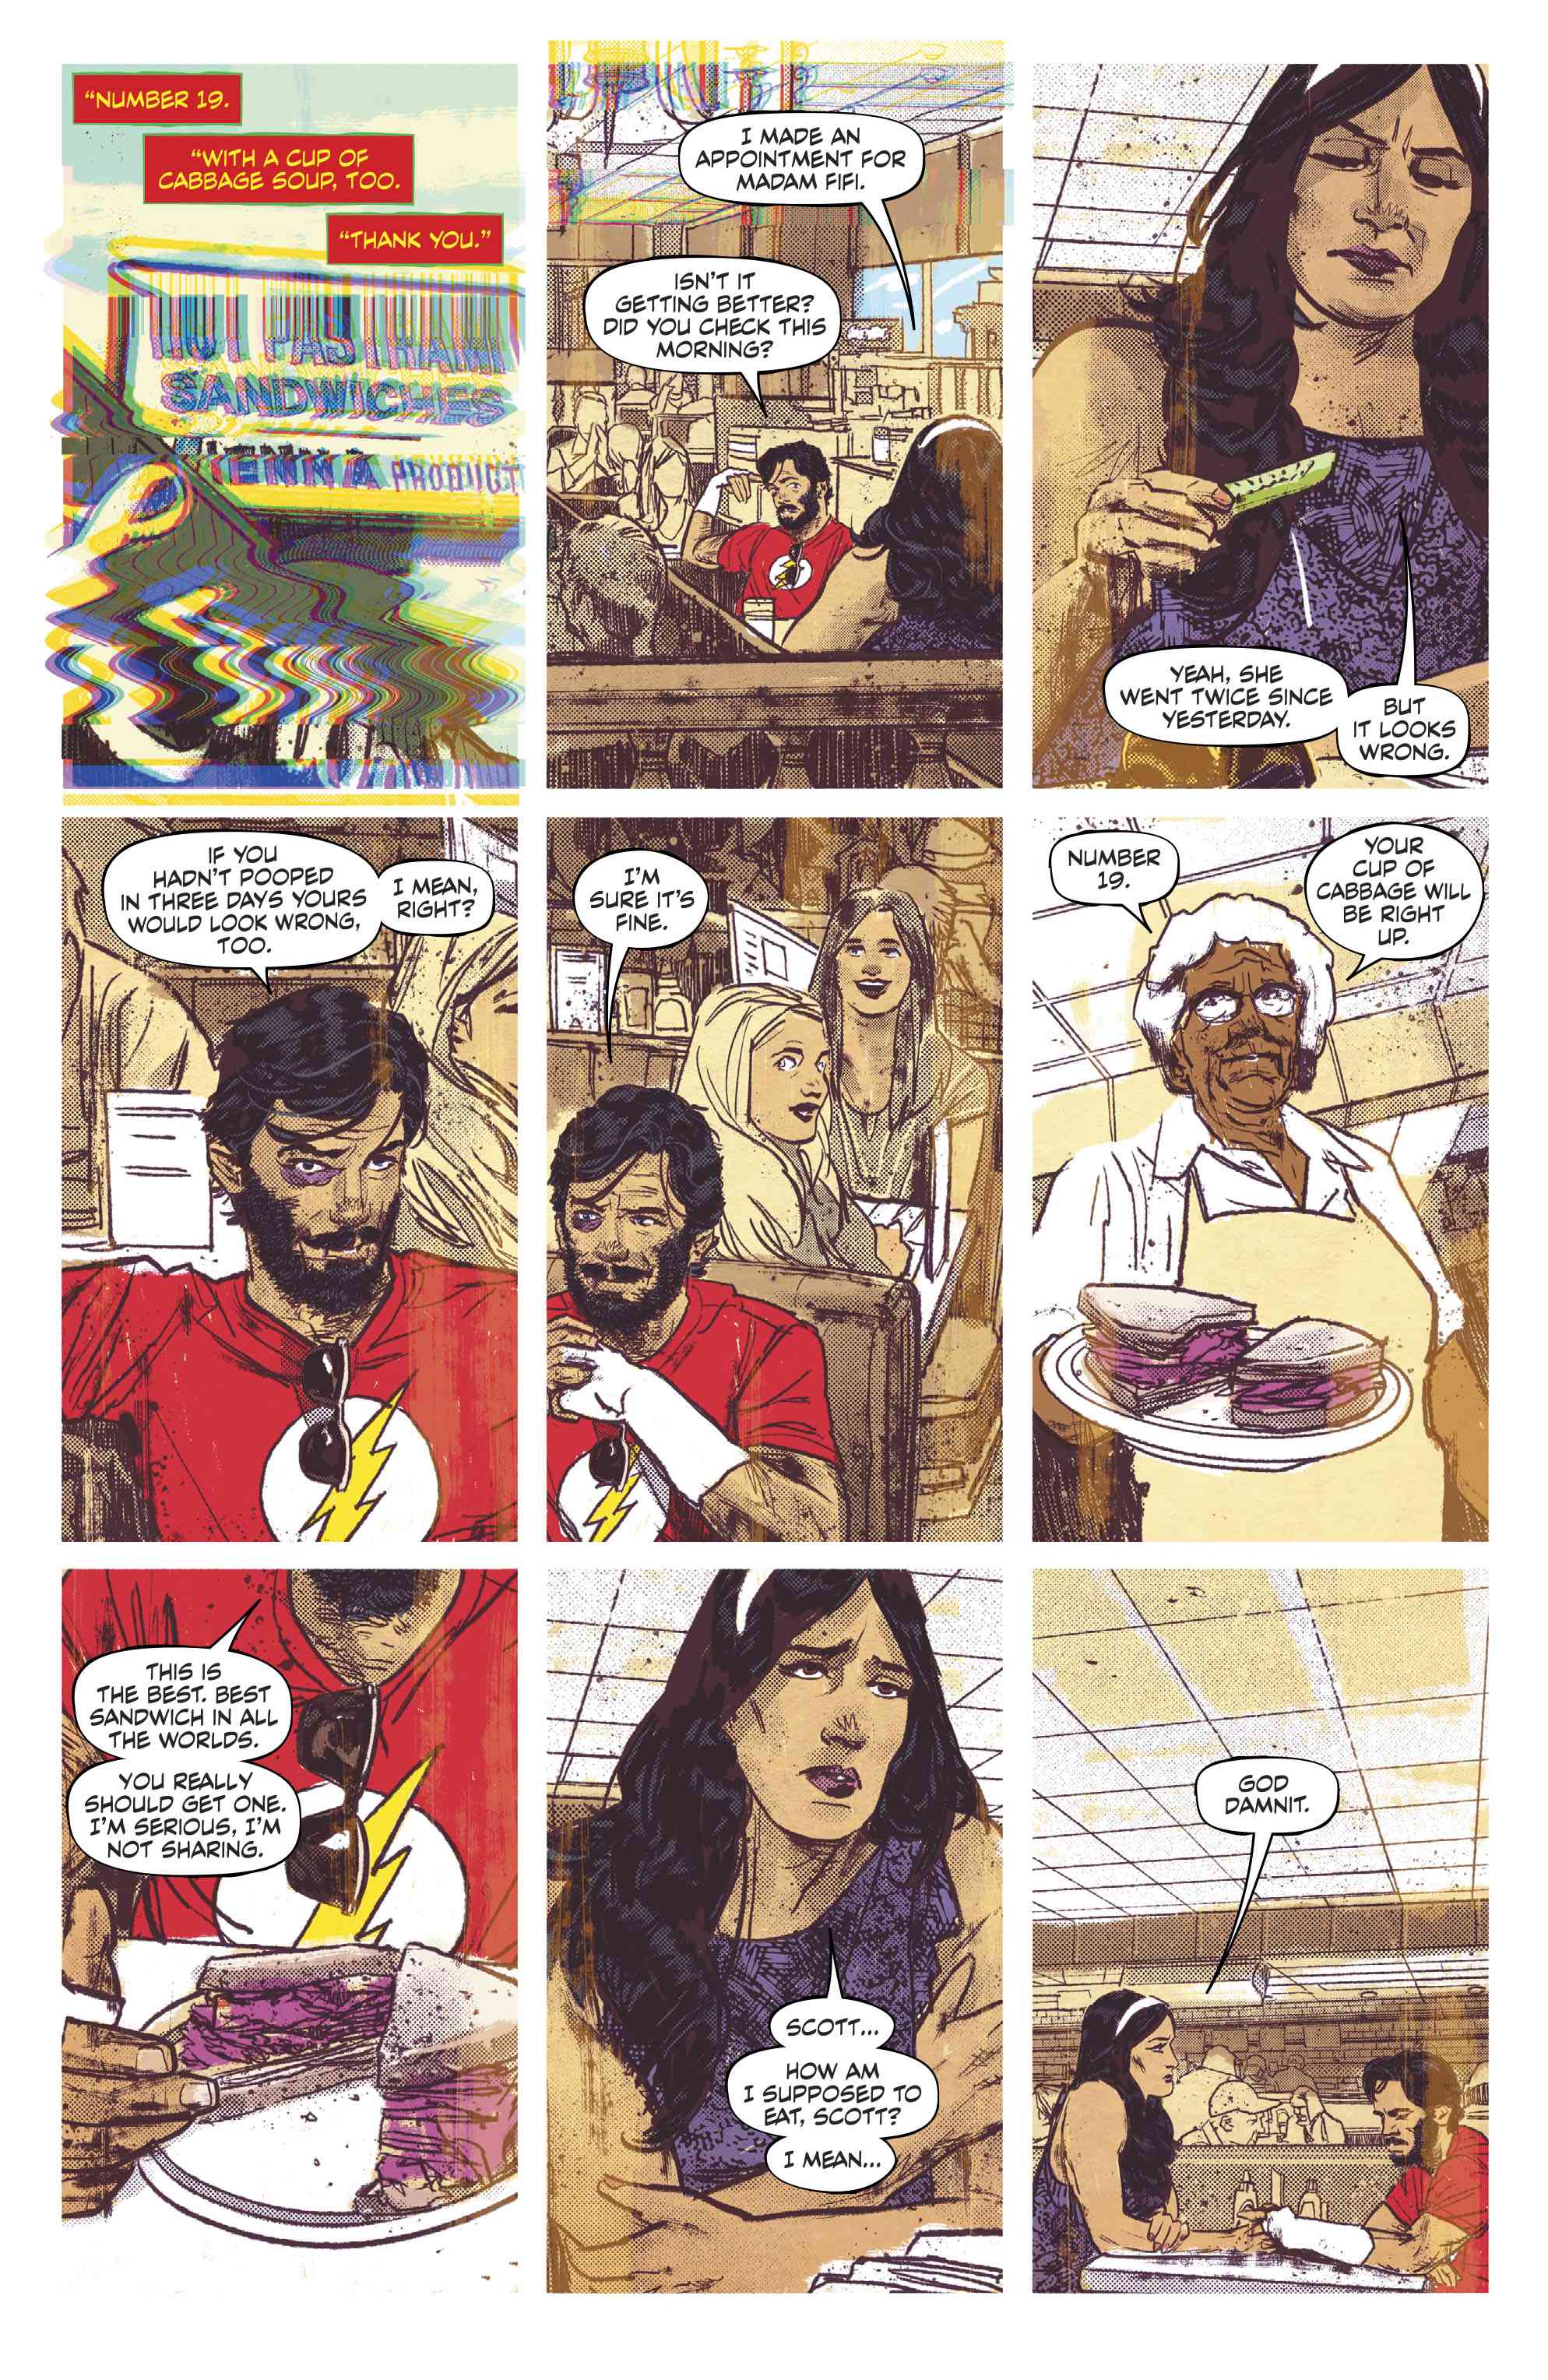 "NUMBER 19.
"WITH A CUP OF
CABBAGE SOUP, TOO.
"THANK YOU."
SANDWICHES
PRODUCT
I MADE AN
APPOINTMENT FOR
MADAM FIFI.
ISN'T IT
GETTING BETTER?
DID YOU CHECK THIS
MORNING?
YEAH, SHE
WENT TWICE SINCE
YESTERDAY.
BUT
IT LOOKS
WRONG.
IF YOU
HADN'T POOPED
IN THREE DAYS YOURS
WOULD LOOK WRONG,
TOO.
I MEAN,
RIGHT?
I'M
SURE IT'S
FINE.
NUMBER
19.
YOUR
CUP OF
CABBAGE WILL
BE RIGHT
UP.
THIS IS
THE BEST. BEST
SANDWICH IN ALL
THE WORLDS.
YOU REALLY
SHOULD GET ONE.
I'M SERIOUS, I'M
NOT SHARING.
SCOTT...
HOW AM
I SUPPOSED TO
EAT, SCOTT?
I MEAN...
GOD
DAMNIT.